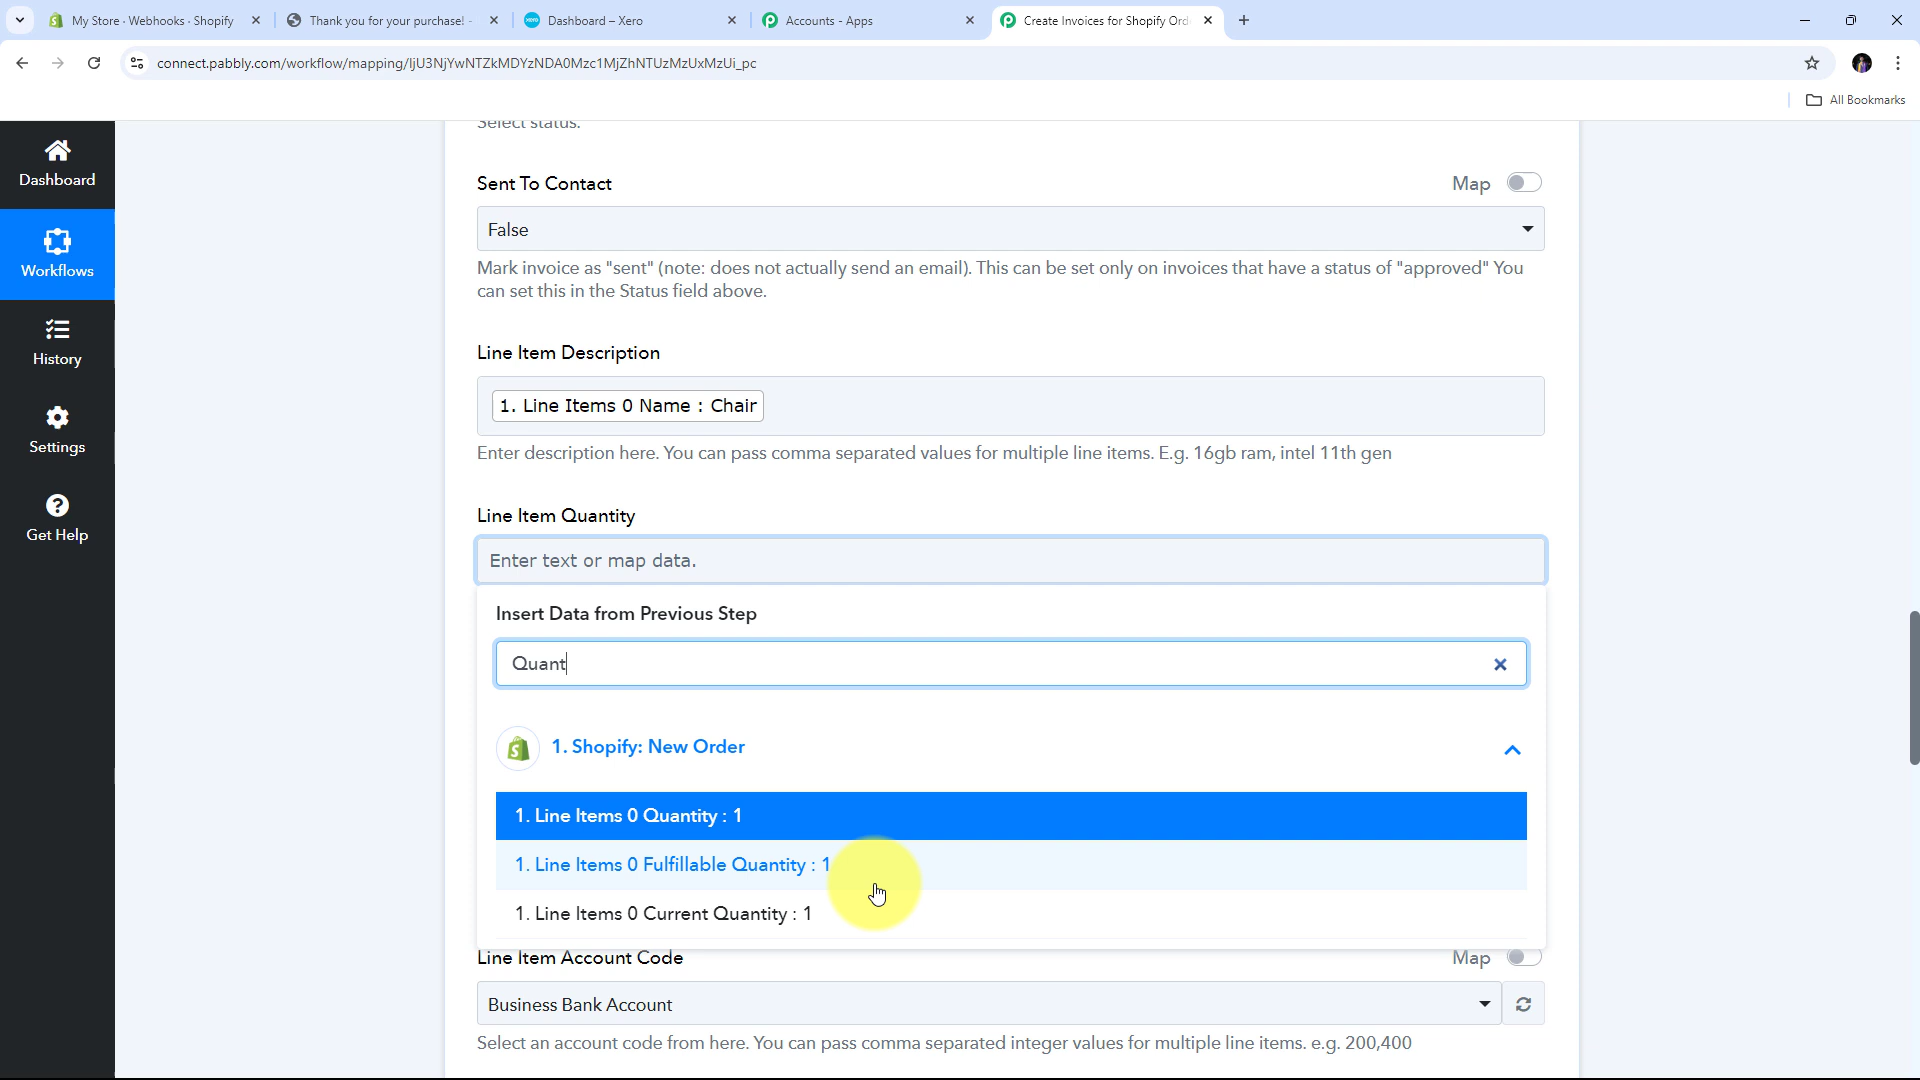 My Store · Webhooks · Shopify
Thank you for your purchase! -
Dashboard – Xero
Accounts - Apps
Create Invoices for Shopify Ord
connect.pabbly.com/workflow/mapping/IjU3NjYwNTZkMDYzNDA0Mzc1MjZhNTUzMzUxMzUi_pc
All Bookmarks
Select status.
Dashboard
Sent To Contact
Map
False
Workflows
Mark invoice as "sent" (note: does not actually send an email). This can be set only on invoices that have a status of "approved" You
can set this in the Status field above.
History
Line Item Description
1. Line Items 0 Name : Chair
Settings
Enter description here. You can pass comma separated values for multiple line items. E.g. 16gb ram, intel 11th gen
Line Item Quantity
Get Help
Enter text or map data.
Insert Data from Previous Step
Quant
1. Shopify: New Order
1. Line Items 0 Quantity : 1
1. Line Items 0 Fulfillable Quantity : 1
1. Line Items 0 Current Quantity : 1
Line Item Account Code
Map
Business Bank Account
Select an account code from here. You can pass comma separated integer values for multiple line items. e.g. 200,400